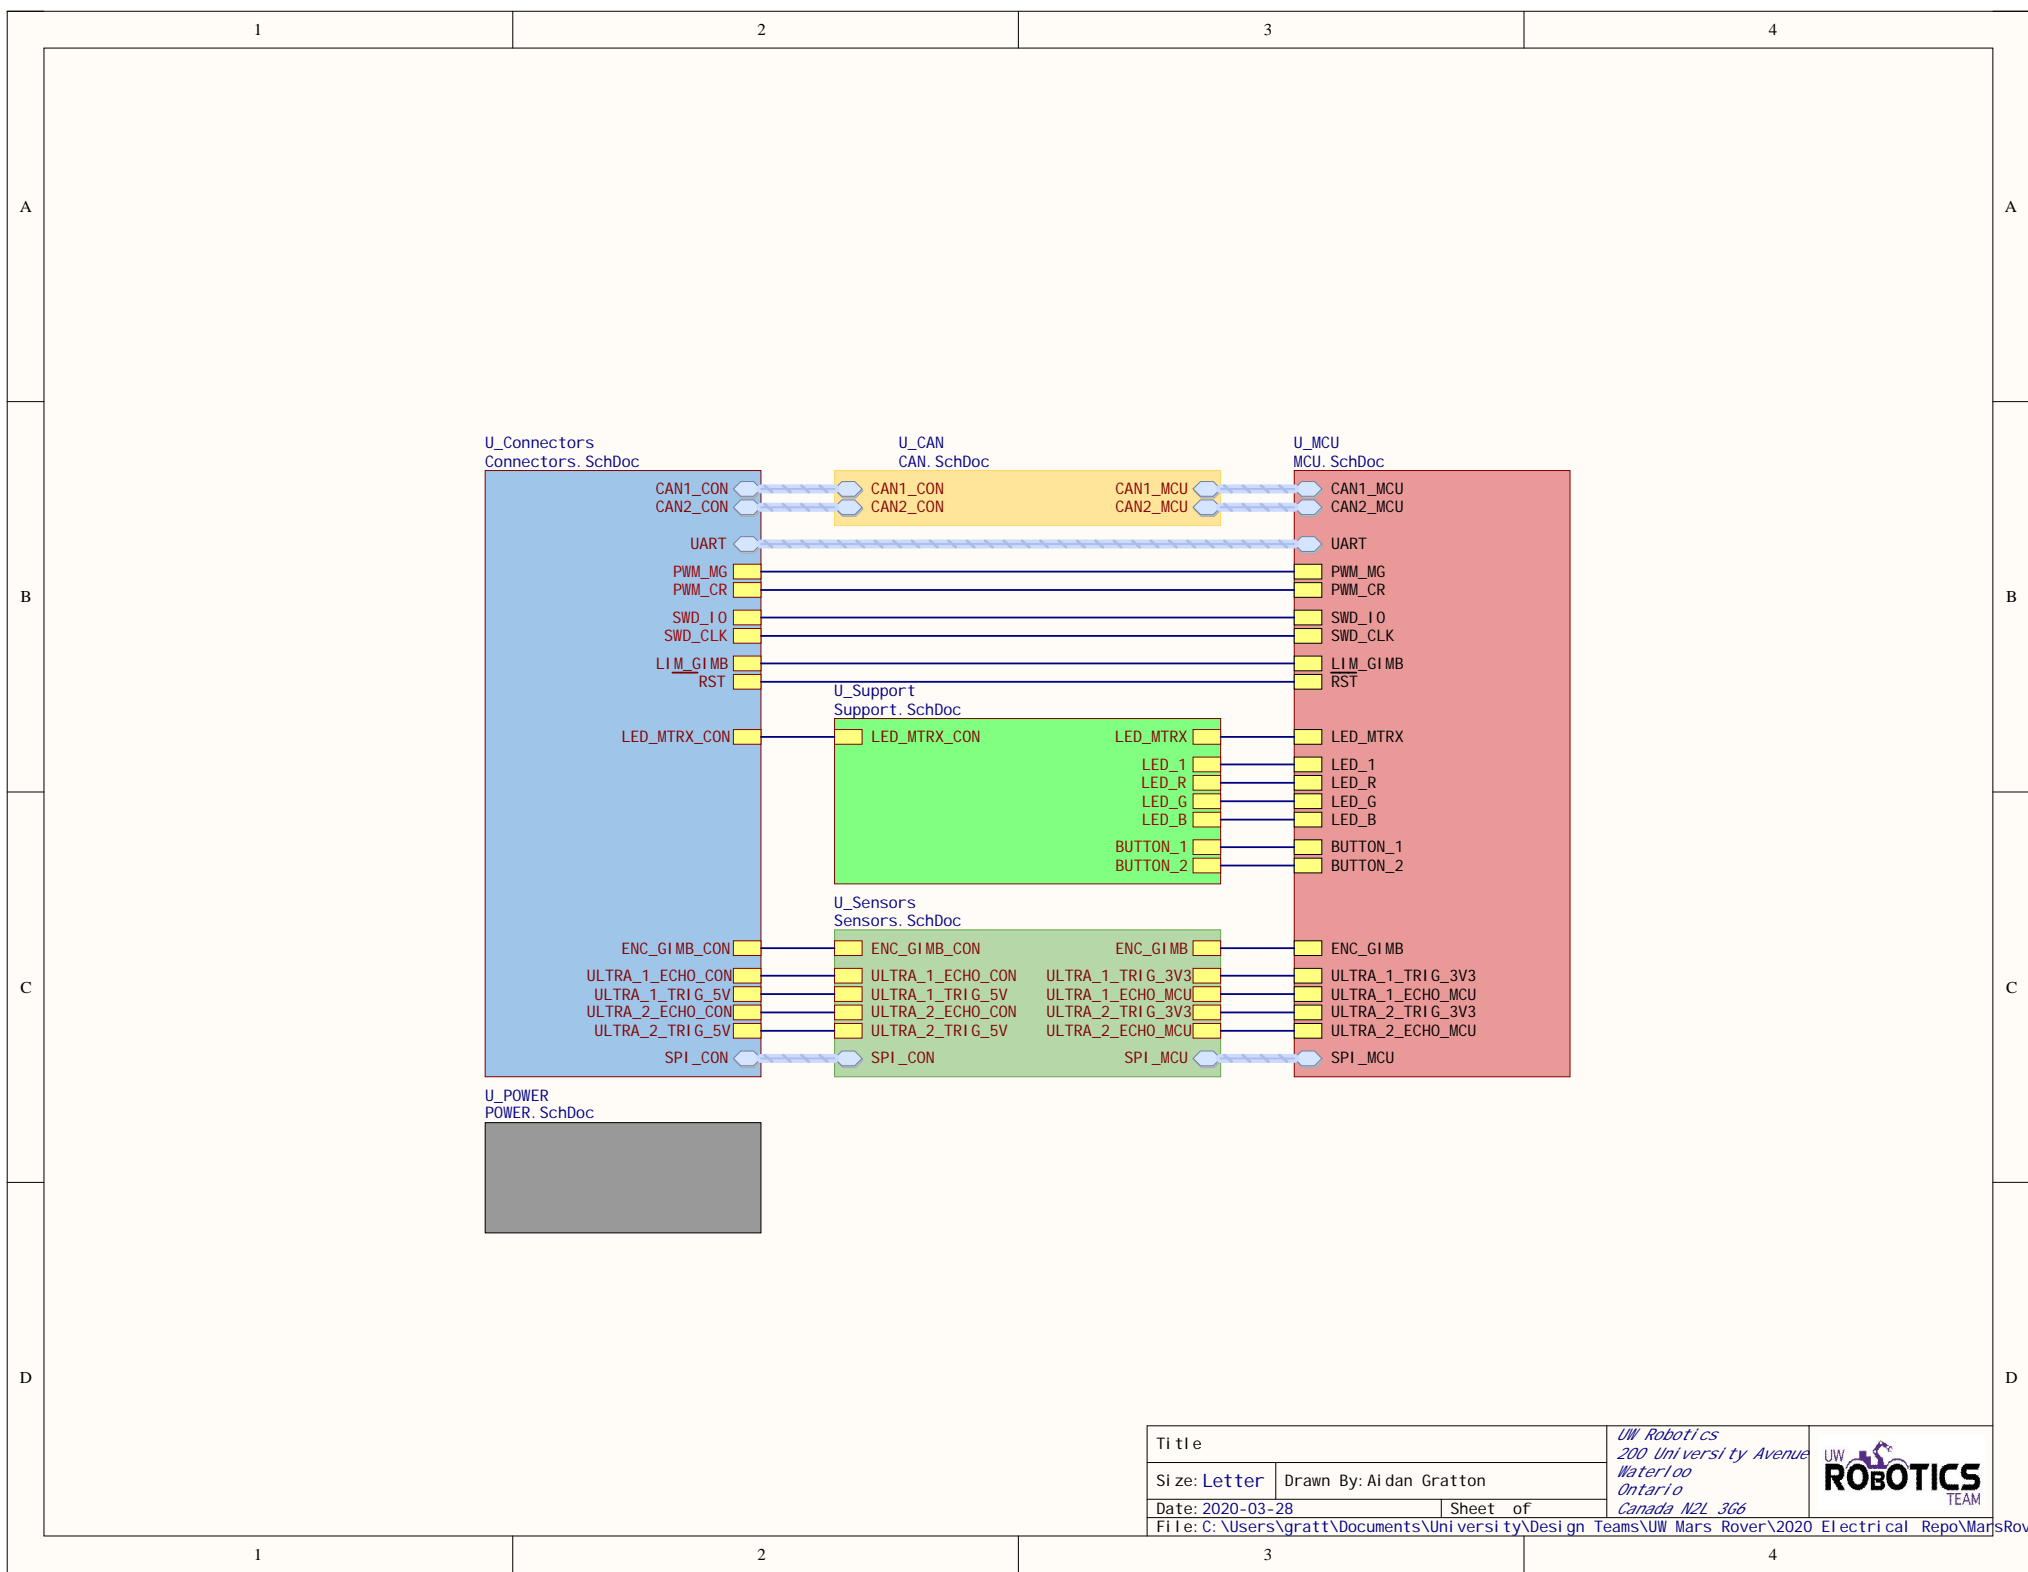 1 2 3 4
A A
B B
C C
D D
U_Connectors
Connectors.SchDoc
CAN1_CON
CAN2_CON
UART
PWM_MG
PWM_CR
SWD_IO
SWD_CLK
LIM_GIMB
RST
LED_MTRX_CON
ENC_GIMB_CON
ULTRA_1_ECHO_CON
ULTRA_1_TRIG_5V
ULTRA_2_ECHO_CON
ULTRA_2_TRIG_5V
SPI_CON
U_CAN
CAN.SchDoc
CAN1_CON CAN1_MCU
CAN2_CON CAN2_MCU
U_Support
Support.SchDoc
LED_MTRX_CON LED_MTRX
LED_1
LED_R
LED_G
LED_B
BUTTON_1
BUTTON_2
U_Sensors
Sensors.SchDoc
ENC_GIMB_CON ENC_GIMB
ULTRA_1_ECHO_CON ULTRA_1_TRIG_3V3
ULTRA_1_TRIG_5V ULTRA_1_ECHO_MCU
ULTRA_2_ECHO_CON ULTRA_2_TRIG_3V3
ULTRA_2_TRIG_5V ULTRA_2_ECHO_MCU
SPI_CON SPI_MCU
U_MCU
MCU.SchDoc
CAN1_MCU
CAN2_MCU
UART
PWM_MG
PWM_CR
SWD_IO
SWD_CLK
LIM_GIMB
RST
LED_MTRX
LED_1
LED_R
LED_G
LED_B
BUTTON_1
BUTTON_2
ENC_GIMB
ULTRA_1_TRIG_3V3
ULTRA_1_ECHO_MCU
ULTRA_2_TRIG_3V3
ULTRA_2_ECHO_MCU
SPI_MCU
U_POWER
POWER.SchDoc
Title
Size: Letter Drawn By: Aidan Gratton
Date: 2020-03-28 Sheet of
File: C:\Users\gratt\Documents\University\Design Teams\UW Mars Rover\2020 Electrical Repo\MarsRov
UW Robotics
200 University Avenue
Waterloo
Ontario
Canada N2L 3G6
UW
ROBOTICS
TEAM
1 2 3 4